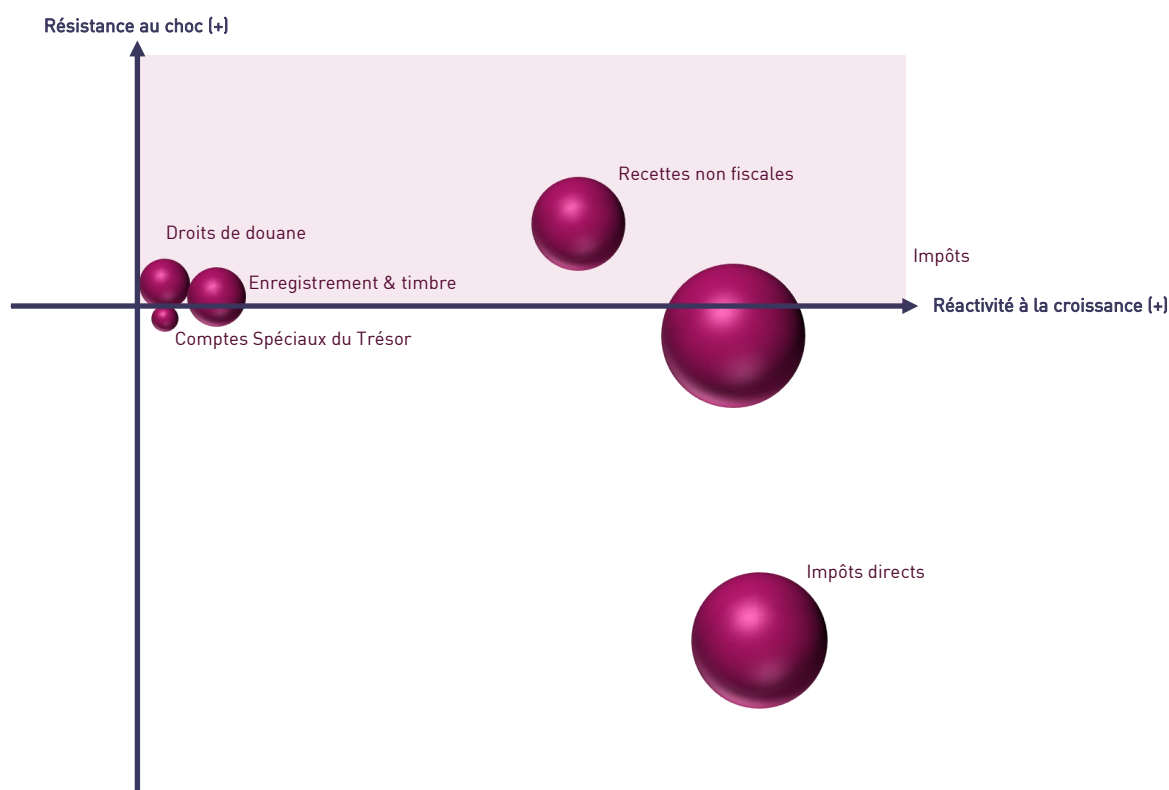 Résistance au choc (+)
Recettes non fiscales
Droits de douane
Impôts
Enregistrement & timbre
Réactivité à la croissance (+)
Comptes Spéciaux du Trésor
Impôts directs